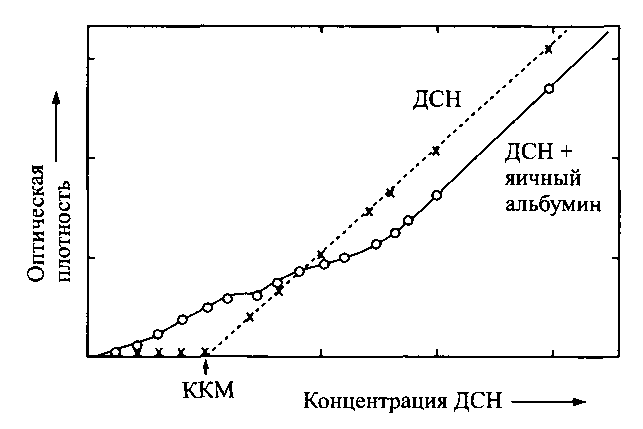 Оптическая
плотность
ДСН
ДСН +
яичный
альбумин
ККМ
Концентрация ДСН